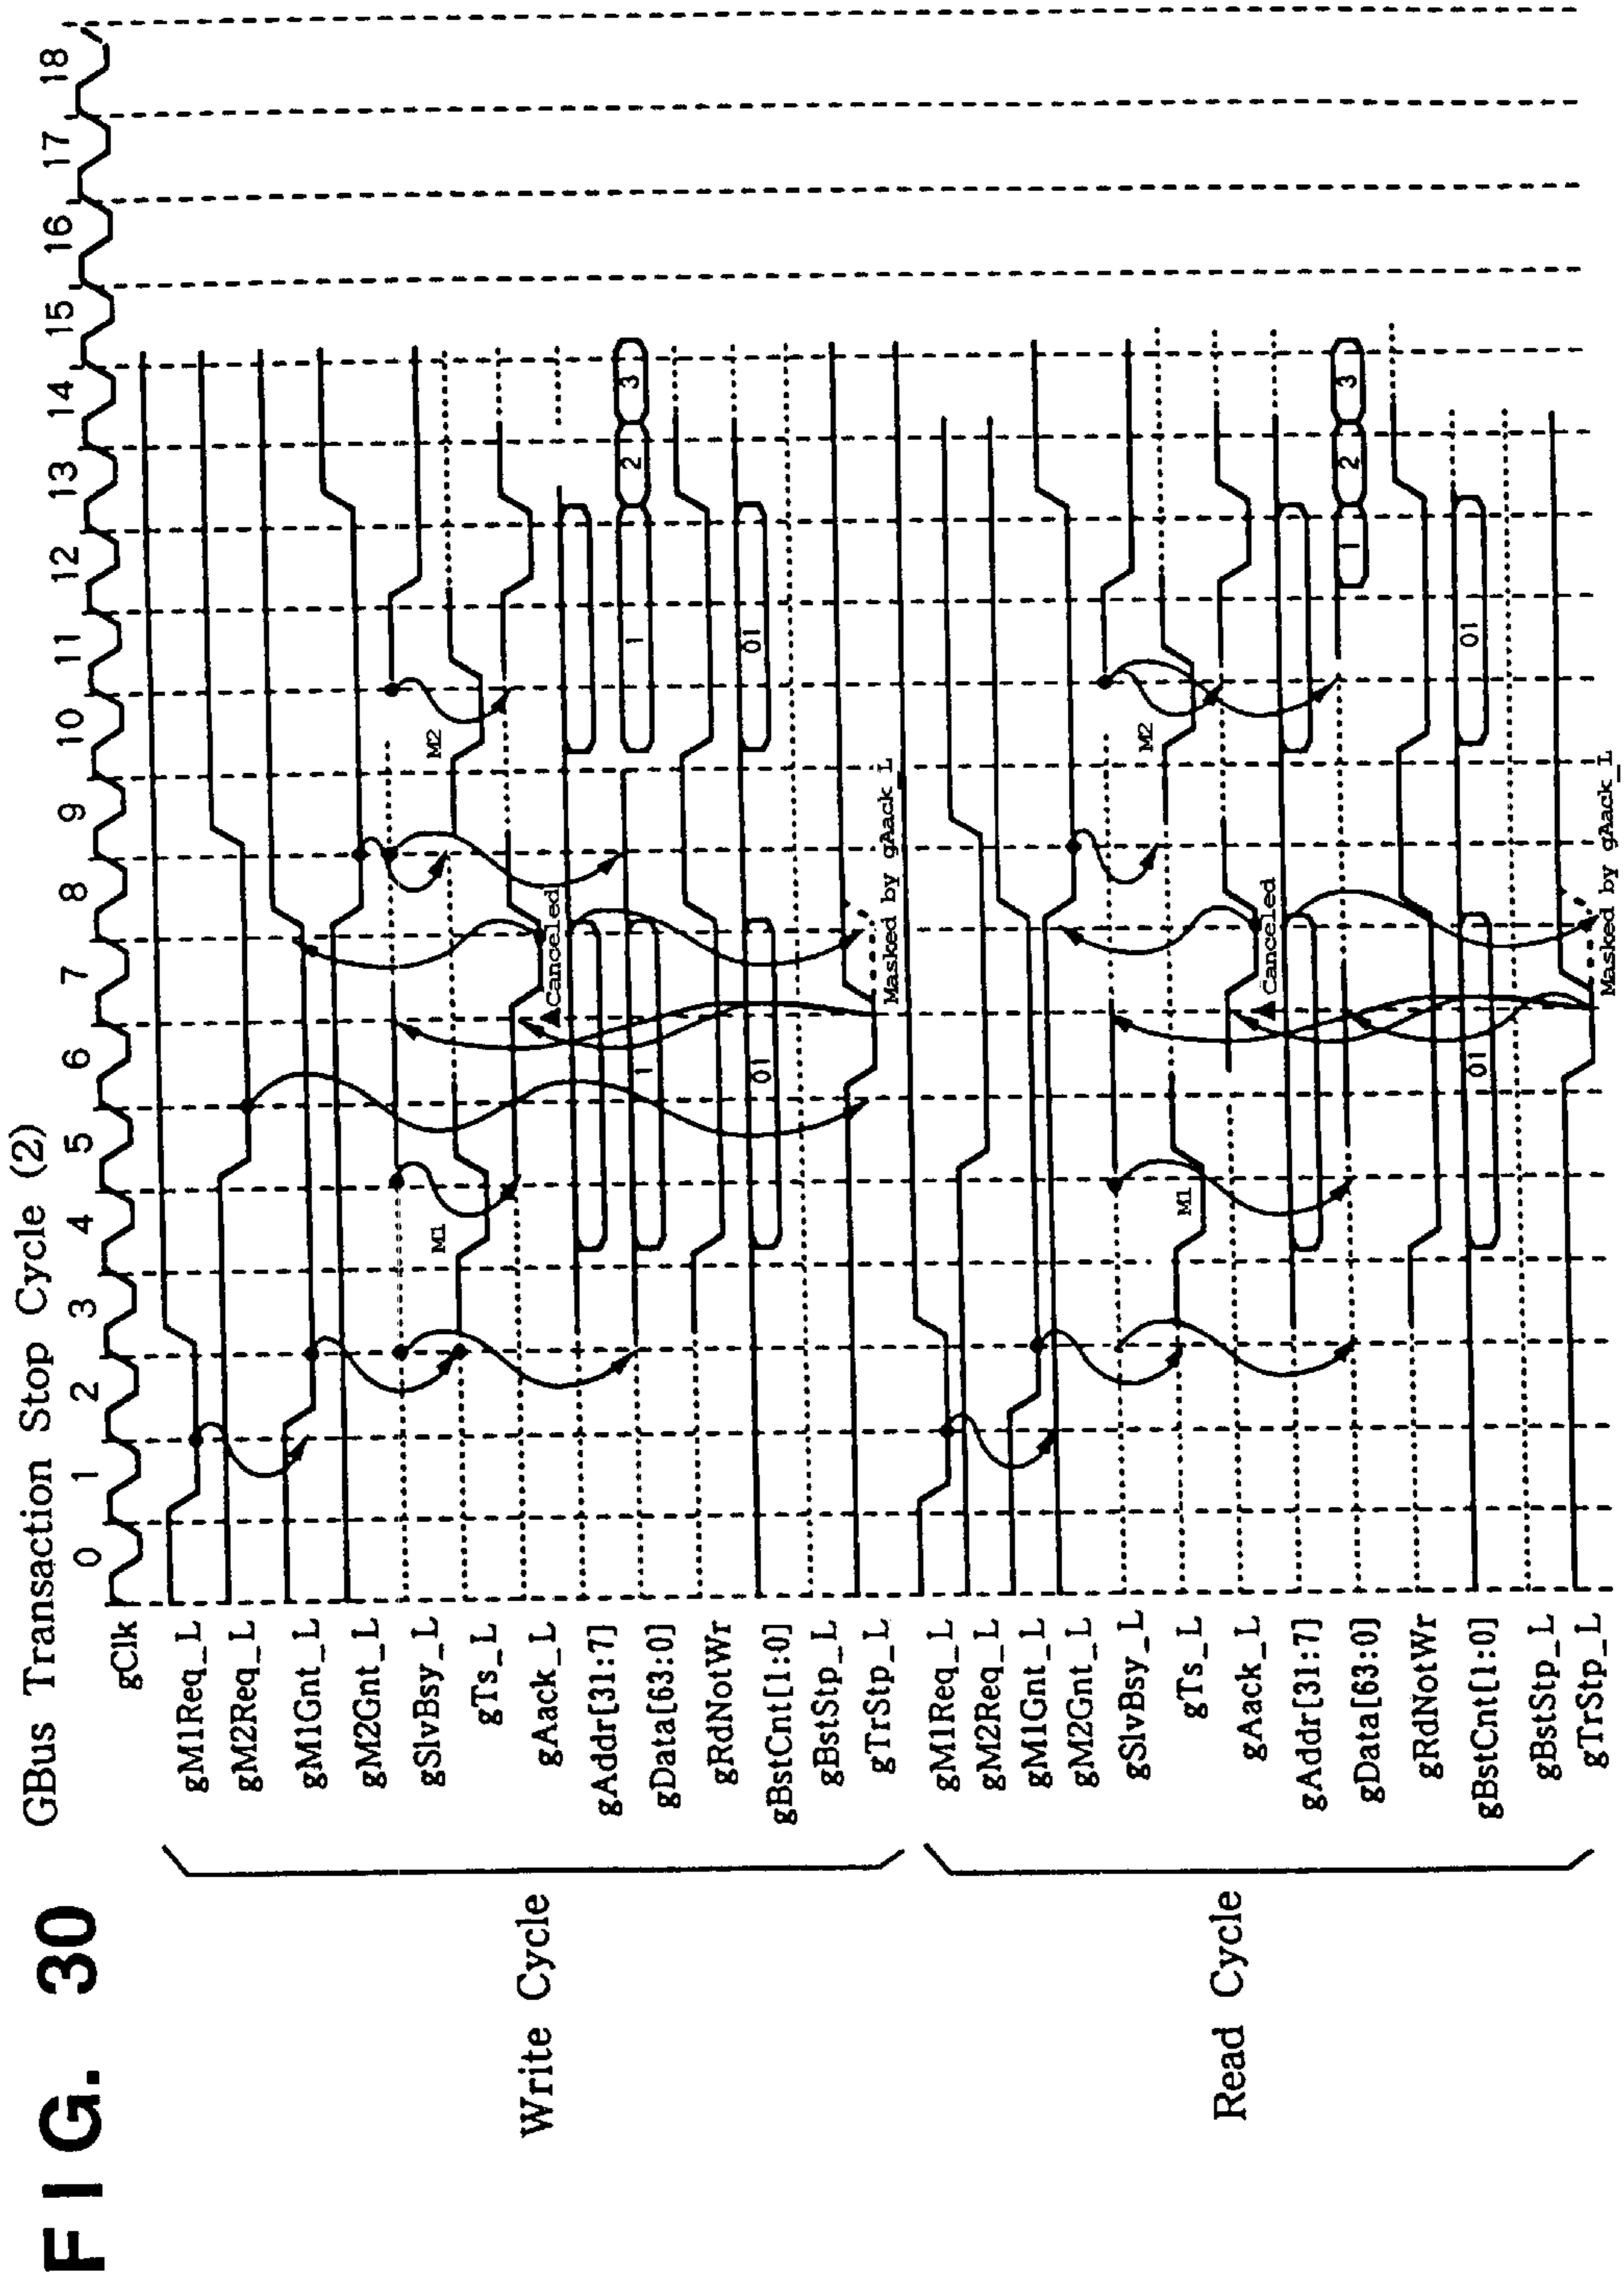 FIG. 30
GBus Transaction Stop Cycle (2)
0 1 2 3 4 5 6 7 8 9 10 11 12 13 14 15 16 17 18
gClk
Write Cycle
gM1Req_L
gM2Req_L
gM1Gnt_L
gM2Gnt_L
gSlvBsy_L
gTs_L
M1
M2
gAack_L
Canceled
gAddr[31:7]
gData[63:0]
1
1
2
3
gRdNotWr
gBstCnt[1:0]
01
01
gBstStp_L
gTrStp_L
Masked by gAack_L
Read Cycle
gM1Req_L
gM2Req_L
gM1Gnt_L
gM2Gnt_L
gSlvBsy_L
gTs_L
M1
M2
gAack_L
Canceled
gAddr[31:7]
gData[63:0]
1
2
3
gRdNotWr
gBstCnt[1:0]
01
01
gBstStp_L
gTrStp_L
Masked by gAack_L